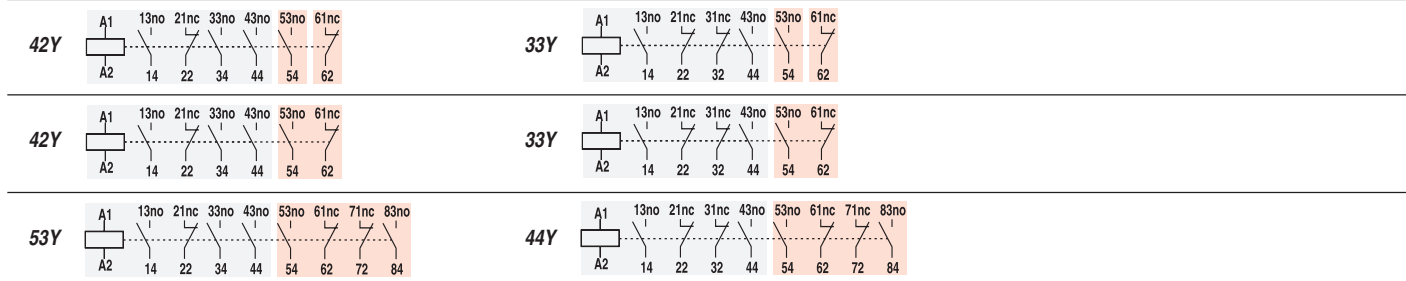 A1 13no 21nc 33no 43no 53no 61nc
42Y
A2 14 22 34 44 54 62
A1 13no 21nc 31nc 43no 53no 61nc
33Y
A2 14 22 32 44 54 62
A1 13no 21nc 33no 43no 53no 61nc
42Y
A2 14 22 34 44 54 62
A1 13no 21nc 31nc 43no 53no 61nc
33Y
A2 14 22 32 44 54 62
A1 13no 21nc 33no 43no 53no 61nc 71nc 83no
53Y
A2 14 22 34 44 54 62 72 84
A1 13no 21nc 31nc 43no 53no 61nc 71nc 83no
44Y
A2 14 22 32 44 54 62 72 84